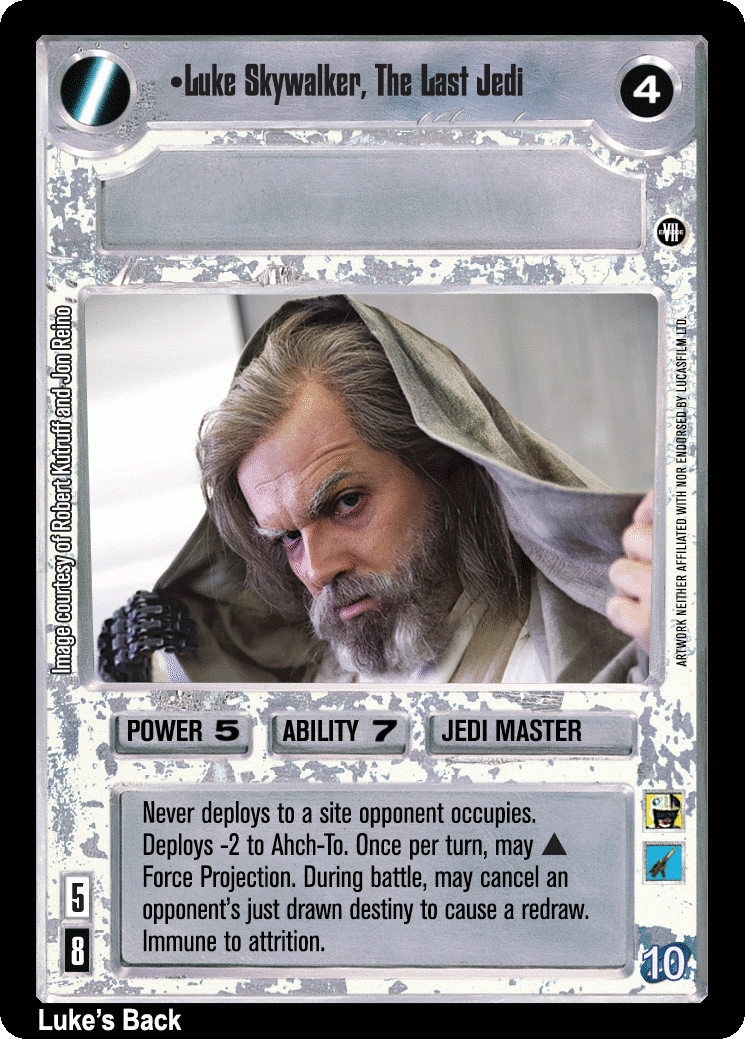 •Luke Skywalker, The Last Jedi
4
EPISODE VII
Image courtesy of Robert Kutruff and Jon Reino
ARTWORK NEITHER AFFILIATED WITH NOR ENDORSED BY LUCASFILM LTD.
POWER 5
ABILITY 7
JEDI MASTER
Never deploys to a site opponent occupies.
Deploys -2 to Ahch-To. Once per turn, may ▲
Force Projection. During battle, may cancel an
opponent's just drawn destiny to cause a redraw.
Immune to attrition.
5
8
10
Luke's Back